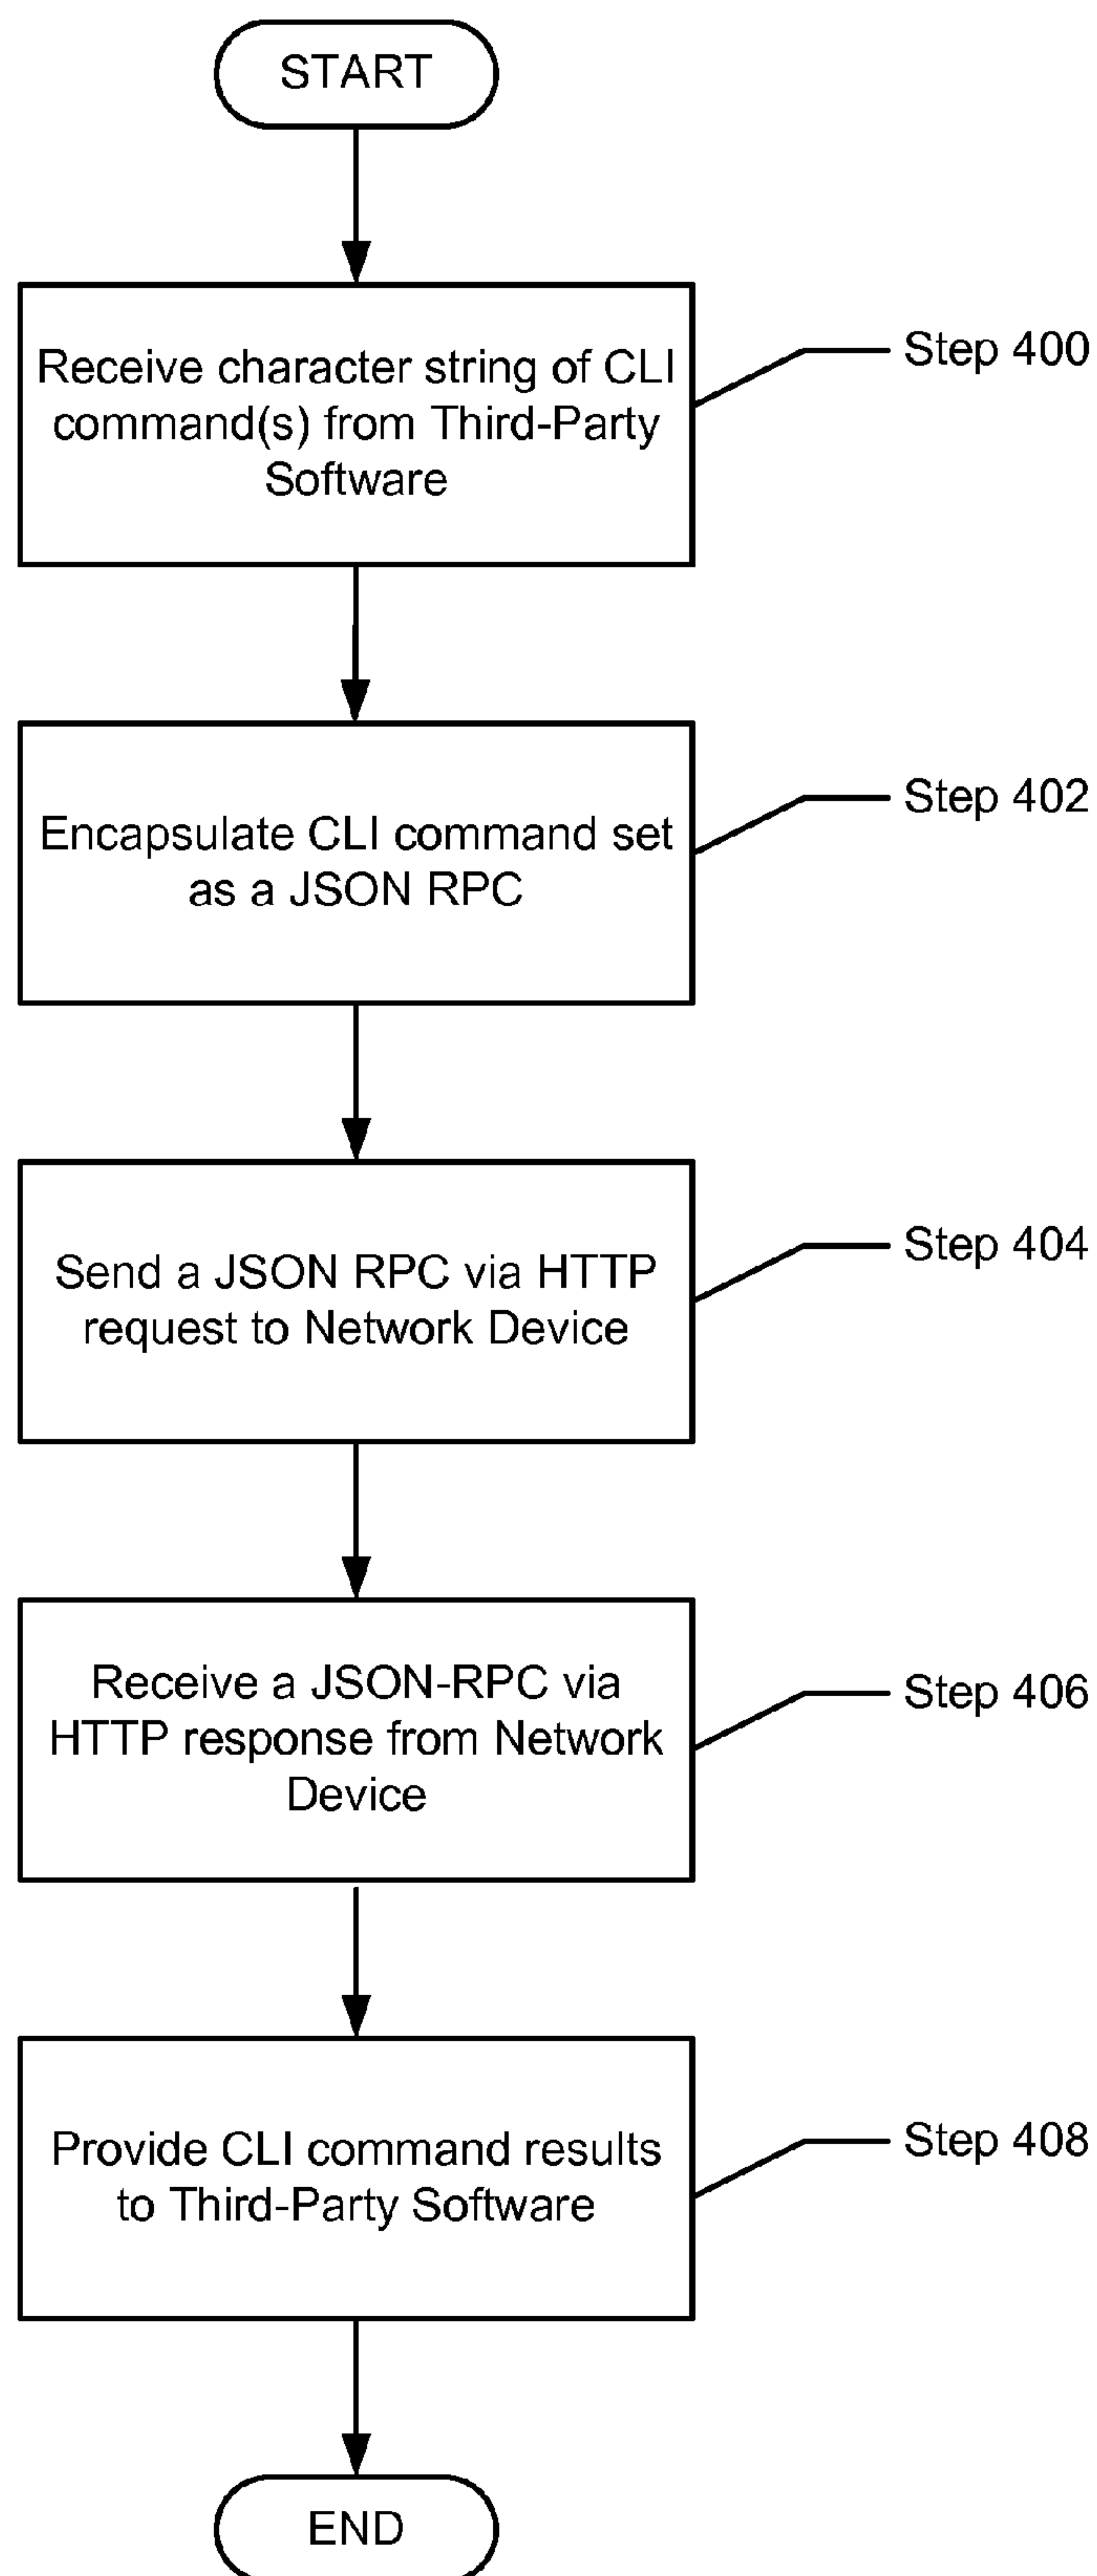 START
Receive character string of CLI
command(s) from Third-Party
Software
Step 400
Encapsulate CLI command set
as a JSON RPC
Step 402
Send a JSON RPC via HTTP
request to Network Device
Step 404
Receive a JSON-RPC via
HTTP response from Network
Device
Step 406
Provide CLI command results
to Third-Party Software
Step 408
END